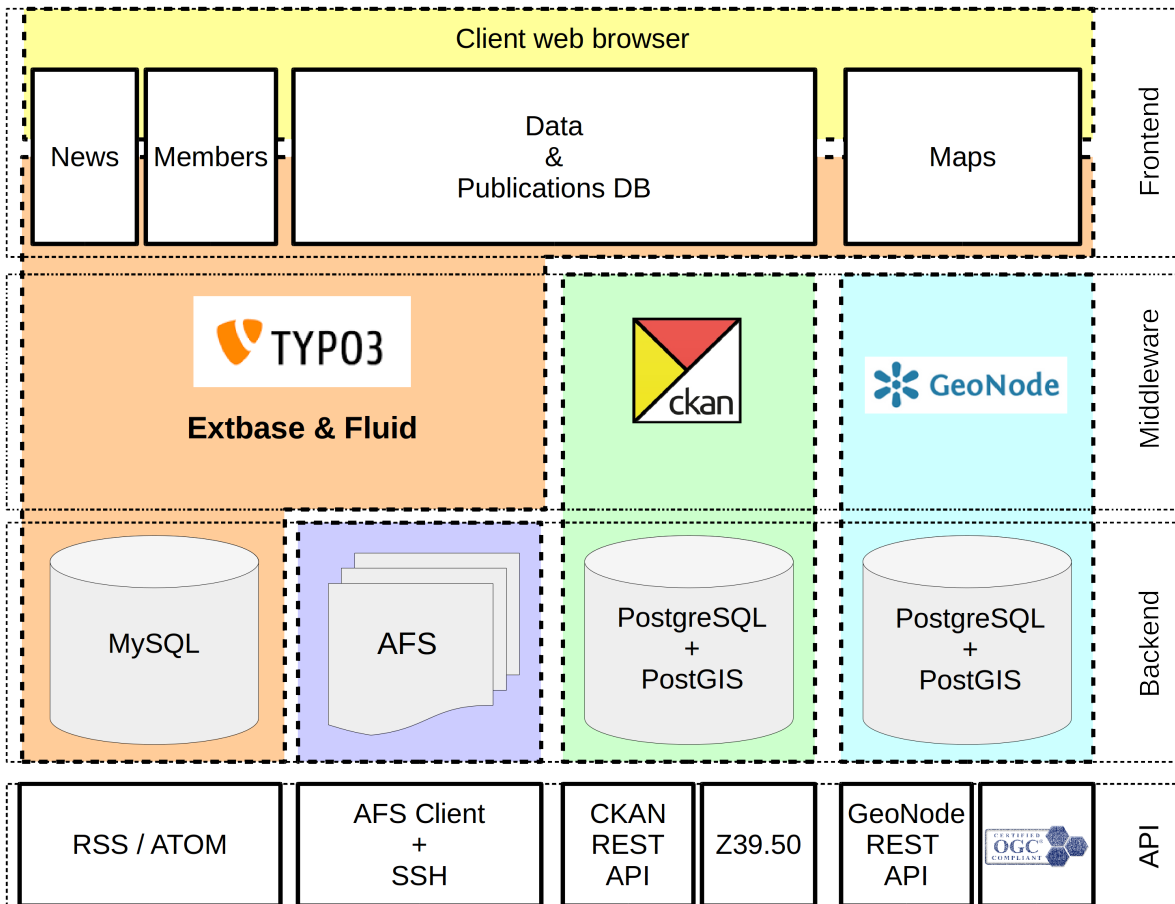 Client web browser
News
Members
Data
&
Publications DB
Maps
Frontend
TYPO3
Extbase & Fluid
ckan
GeoNode
Middleware
MySQL
AFS
PostgreSQL
+
PostGIS
PostgreSQL
+
PostGIS
Backend
RSS / ATOM
AFS Client
+
SSH
CKAN
REST
API
Z39.50
GeoNode
REST
API
CERTIFIED
OGC®
COMPLIANT
API